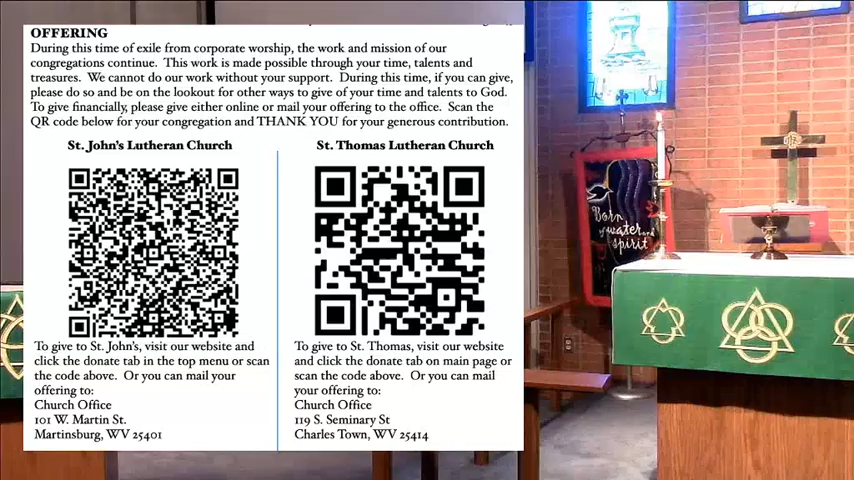 OFFERING
During this time of exile from corporate worship, the work and mission of our
congregations continue. This work is made possible through your time, talents and
treasures. We cannot do our work without your support. During this time, if you can give,
please do so and be on the lookout for other ways to give of your time and talents to God.
To give financially, please give either online or mail your offering to the office. Scan the
QR code below for your congregation and THANK YOU for your generous contribution.
St. John's Lutheran Church
To give to St. John's, visit our website and
click the donate tab in the top menu or scan
the code above. Or you can mail your
offering to:
Church Office
101 W. Martin St.
Martinsburg, WV 25401
St. Thomas Lutheran Church
To give to St. Thomas, visit our website
and click the donate tab on main page or
scan the code above. Or you can mail
your offering to:
Church Office
119 S. Seminary St
Charles Town, WV 25414
Born
of water and
spirit